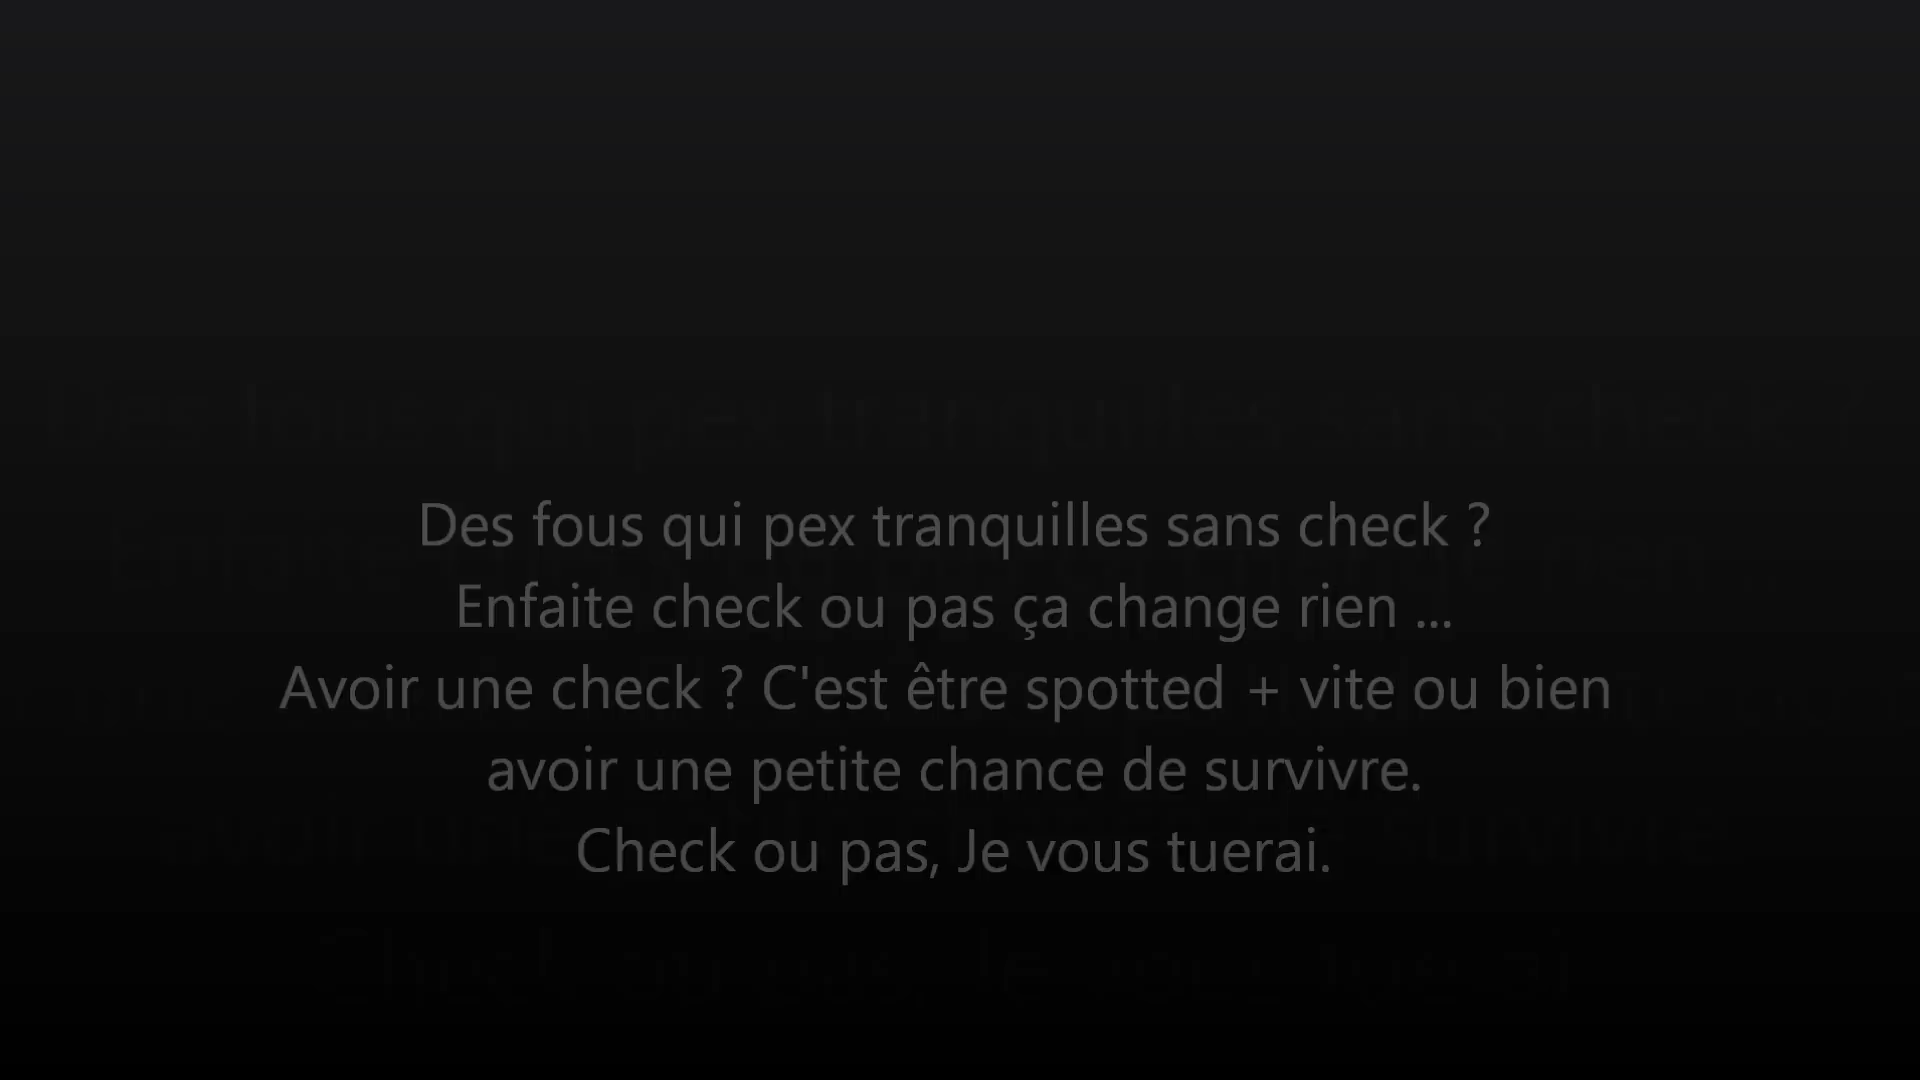 Des fous qui pex tranquilles sans check ?
Enfaite check ou pas ça change rien ...
Avoir une check ? C'est être spotted + vite ou bien
avoir une petite chance de survivre.
Check ou pas, Je vous tuerai.